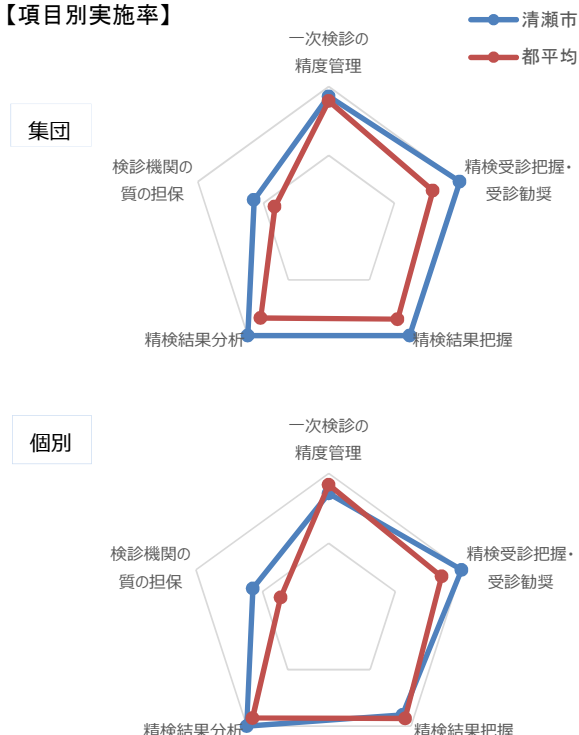 【項目別実施率】
清瀬市
都平均
集団
一次検診の
精度管理
精検受診把握・
受診勧奨
精検結果把握
精検結果分析
検診機関の
質の担保
個別
一次検診の
精度管理
精検受診把握・
受診勧奨
精検結果把握
精検結果分析
検診機関の
質の担保